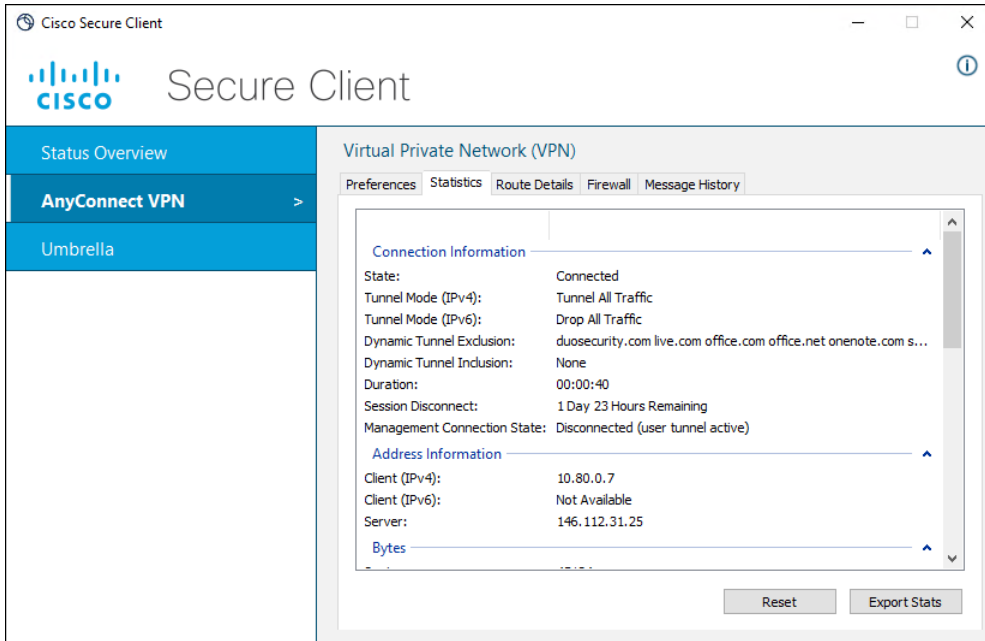 Cisco Secure Client
CISCO Secure Client
Status Overview
AnyConnect VPN >
Umbrella
Virtual Private Network (VPN)
Preferences Statistics Route Details Firewall Message History
Connection Information
State: Connected
Tunnel Mode (IPv4): Tunnel All Traffic
Tunnel Mode (IPv6): Drop All Traffic
Dynamic Tunnel Exclusion: duosecurity.com live.com office.com office.net onenote.com s...
Dynamic Tunnel Inclusion: None
Duration: 00:00:40
Session Disconnect: 1 Day 23 Hours Remaining
Management Connection State: Disconnected (user tunnel active)
Address Information
Client (IPv4): 10.80.0.7
Client (IPv6): Not Available
Server: 146.112.31.25
Bytes
Reset Export Stats